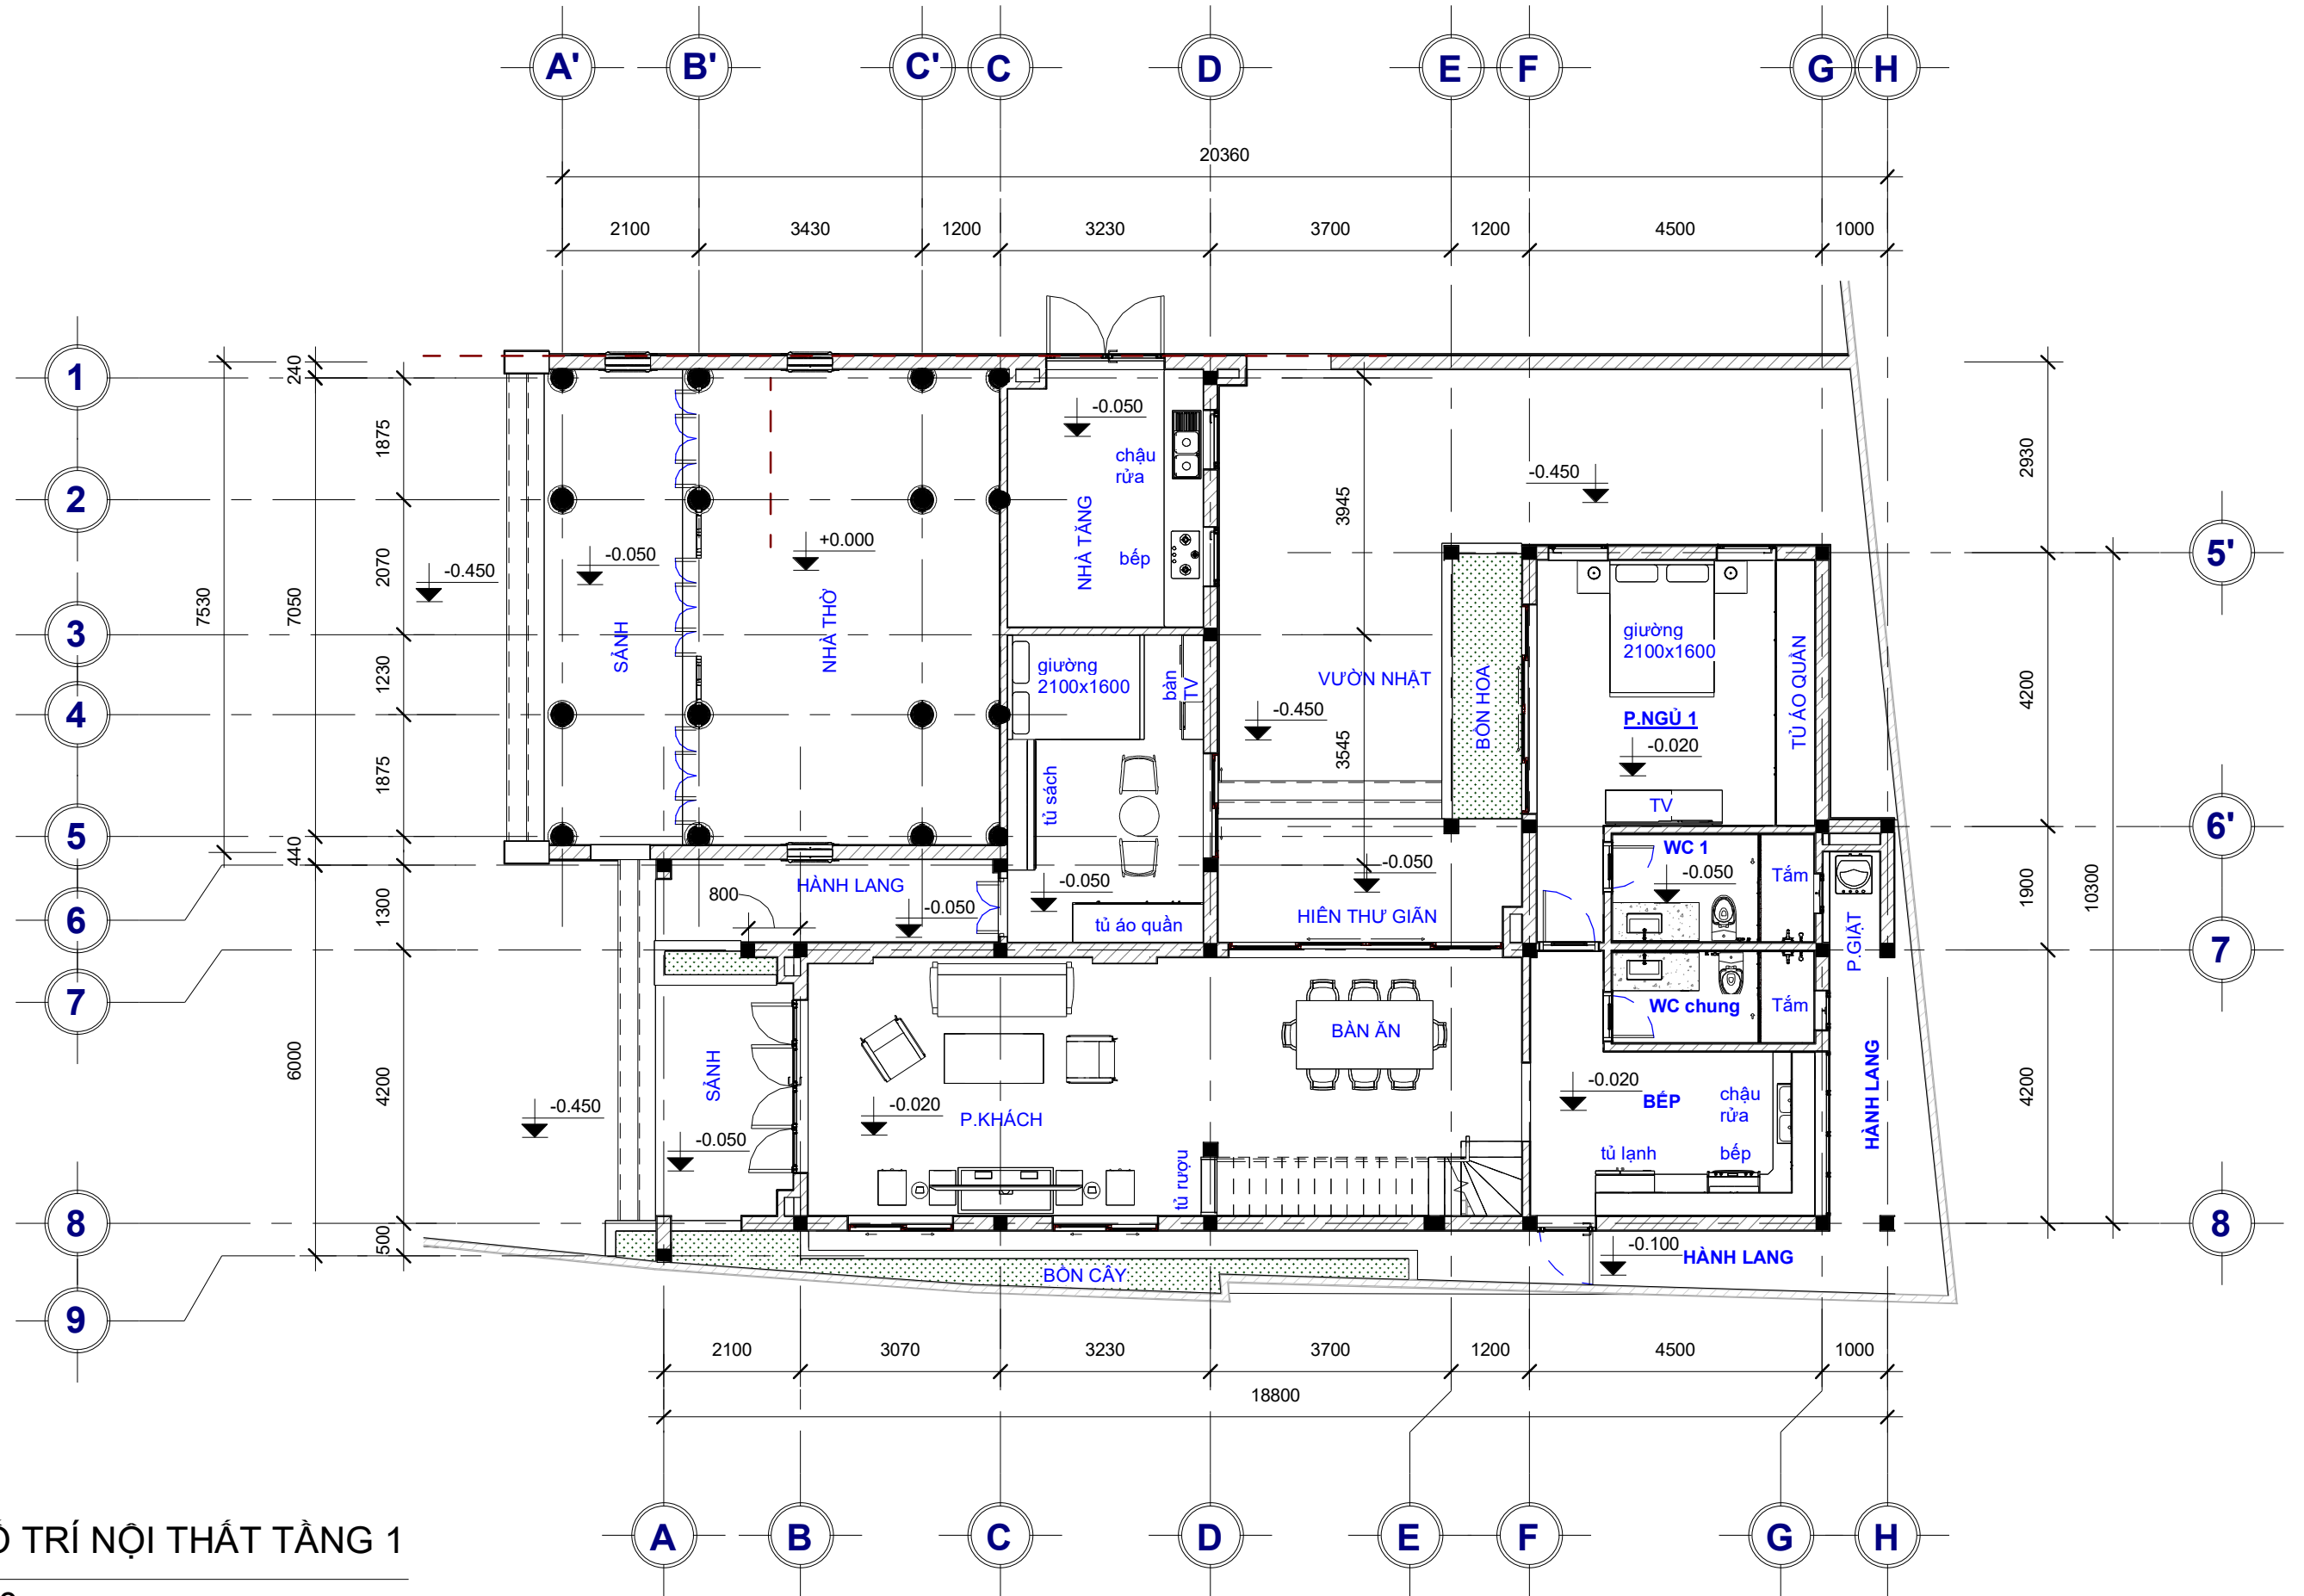 A' B' C' C D E F G H
20360
2100 3430 1200 3230 3700 1200 4500 1000
1
2
3
4
5
6
7
8
9
240
1875
2070
1230
1875
440
1300
4200
500
7530
7050
6000
-0.450
-0.050
SẢNH
+0.000
NHÀ THỜ
-0.050
chậu
rửa
NHÀ TĂNG
bếp
giường
2100x1600
bàn
TV
tủ sách
-0.050
tủ áo quần
3945
3545
-0.450
VƯỜN NHẬT
-0.450
BỒN HOA
-0.050
HIÊN THƯ GIÃN
giường
2100x1600
P.NGỦ 1
-0.020
TỦ ÁO QUẦN
TV
WC 1
-0.050
Tắm
P.GIẶT
WC chung
Tắm
HÀNH LANG
800
-0.050
SẢNH
-0.450
-0.050
-0.020
P.KHÁCH
BÀN ĂN
tủ rượu
-0.020
BẾP
chậu
rửa
tủ lạnh
bếp
HÀNH LANG
-0.100
HÀNH LANG
BỒN CÂY
5'
6'
7
8
2930
4200
1900
4200
10300
2100 3070 3230 3700 1200 4500 1000
18800
A B C D E F G H
TRÍ NỘI THẤT TẦNG 1